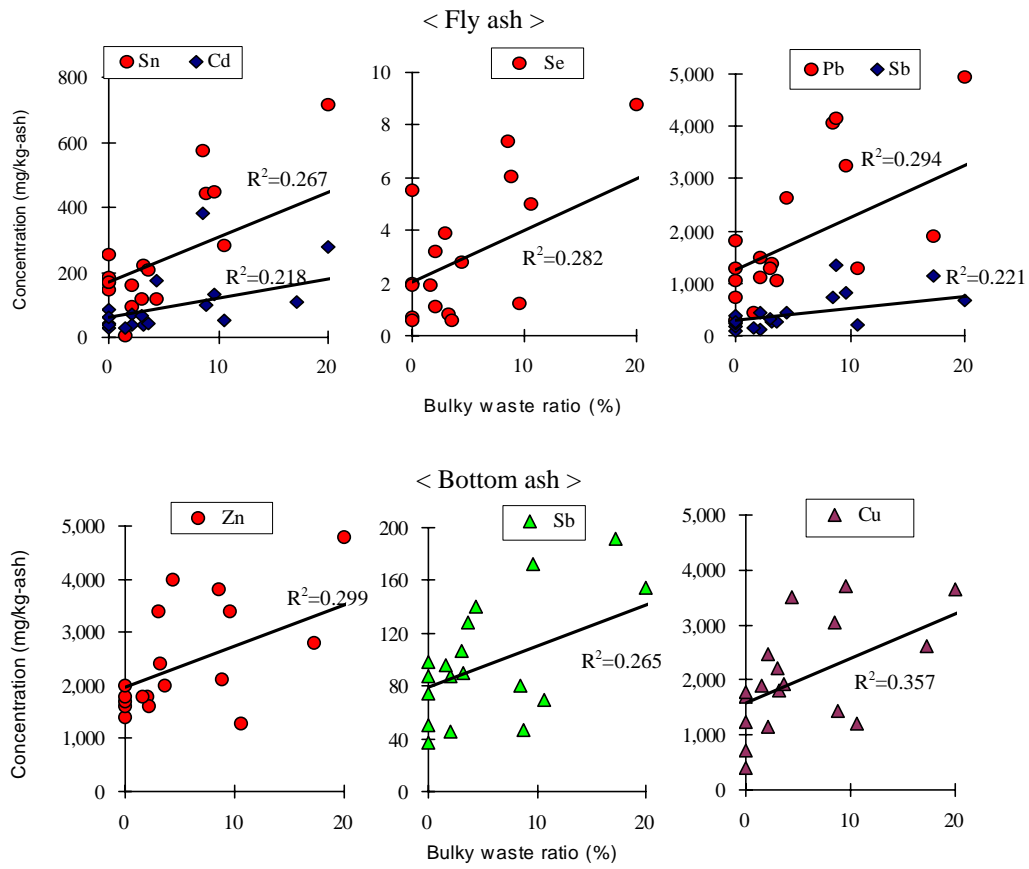 < Fly ash >
Sn Cd
Se
Pb Sb
Concentration (mg/kg-ash)
800
600
400
200
0
0 10 20
R²=0.267
R²=0.218
10
8
6
4
2
0
0 10 20
R²=0.282
5,000
4,000
3,000
2,000
1,000
0
0 10 20
R²=0.294
R²=0.221
Bulky waste ratio (%)
< Bottom ash >
Zn
Sb
Cu
Concentration (mg/kg-ash)
5,000
4,000
3,000
2,000
1,000
0
0 10 20
R²=0.299
200
160
120
80
40
0
0 10 20
R²=0.265
5,000
4,000
3,000
2,000
1,000
0
0 10 20
R²=0.357
Bulky waste ratio (%)